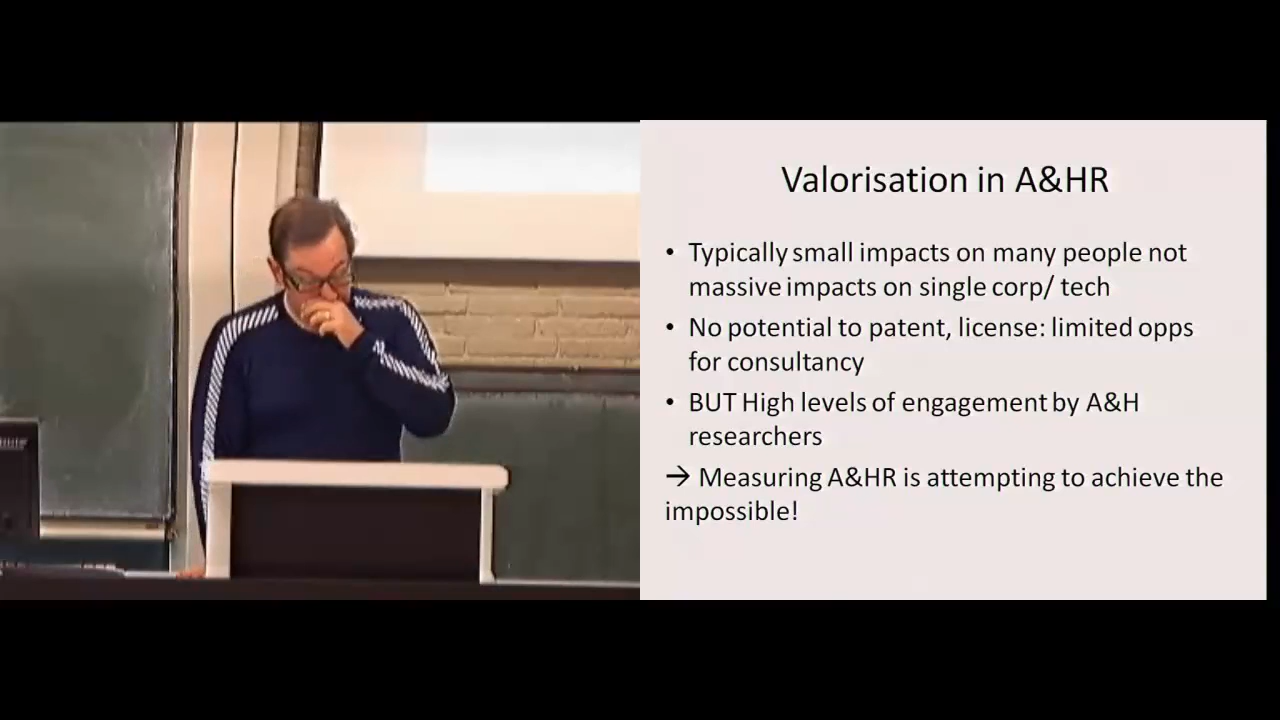 Valorisation in A&HR
• Typically small impacts on many people not
massive impacts on single corp/ tech
• No potential to patent, license: limited opps
for consultancy
• BUT High levels of engagement by A&H
researchers
→ Measuring A&HR is attempting to achieve the
impossible!